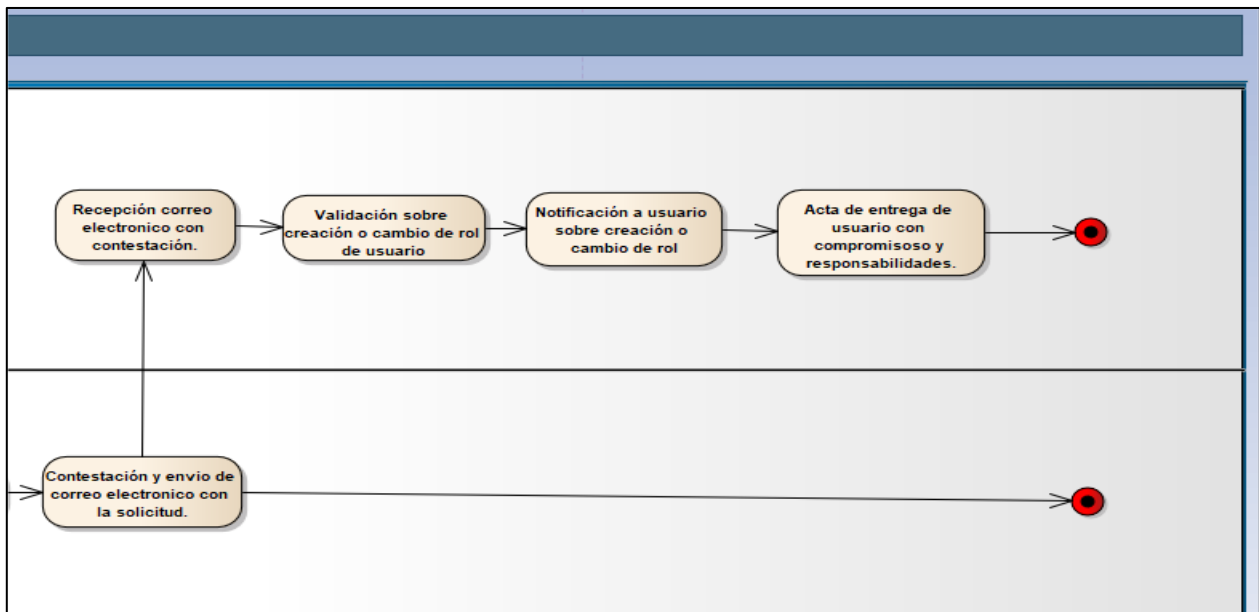 Recepción correo
electronico con
contestación.
Validación sobre
creación o cambio de rol
de usuario
Notificación a usuario
sobre creación o
cambio de rol
Acta de entrega de
usuario con
compromisoso y
responsabilidades.
Contestación y envio de
correo electronico con
la solicitud.